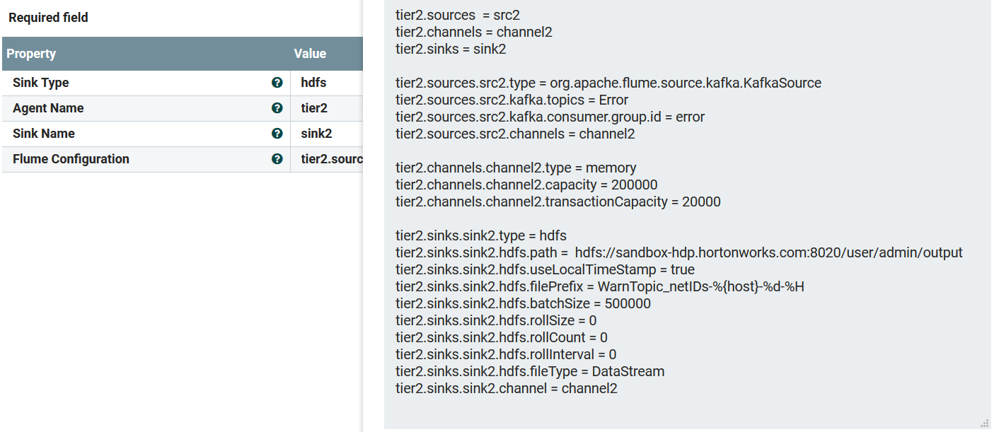 Required field
Property Value
Sink Type ? hdfs
Agent Name ? tier2
Sink Name ? sink2
Flume Configuration ? tier2.sourc
tier2.sources = src2
tier2.channels = channel2
tier2.sinks = sink2
tier2.sources.src2.type = org.apache.flume.source.kafka.KafkaSource
tier2.sources.src2.kafka.topics = Error
tier2.sources.src2.kafka.consumer.group.id = error
tier2.sources.src2.channels = channel2
tier2.channels.channel2.type = memory
tier2.channels.channel2.capacity = 200000
tier2.channels.channel2.transactionCapacity = 20000
tier2.sinks.sink2.type = hdfs
tier2.sinks.sink2.hdfs.path = hdfs://sandbox-hdp.hortonworks.com:8020/user/admin/output
tier2.sinks.sink2.hdfs.useLocalTimeStamp = true
tier2.sinks.sink2.hdfs.filePrefix = WarnTopic_netIDs-%{host}-%d-%H
tier2.sinks.sink2.hdfs.batchSize = 500000
tier2.sinks.sink2.hdfs.rollSize = 0
tier2.sinks.sink2.hdfs.rollCount = 0
tier2.sinks.sink2.hdfs.rollInterval = 0
tier2.sinks.sink2.hdfs.fileType = DataStream
tier2.sinks.sink2.channel = channel2